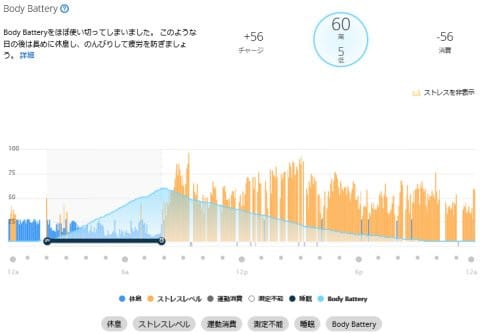 Body Battery ?
Body Batteryをほぼ使い切ってしまいました。 このような
日の後は長めに休息し、のんびりして疲労を防ぎましょ
う。 詳細
+56
チャージ
60
高
5
低
-56
消費
ストレスを非表示
100
75
50
25
12a
6a
12p
6p
12a
休息
ストレスレベル
運動消費
測定不能
睡眠
Body Battery
休息
ストレスレベル
運動消費
測定不能
睡眠
Body Battery